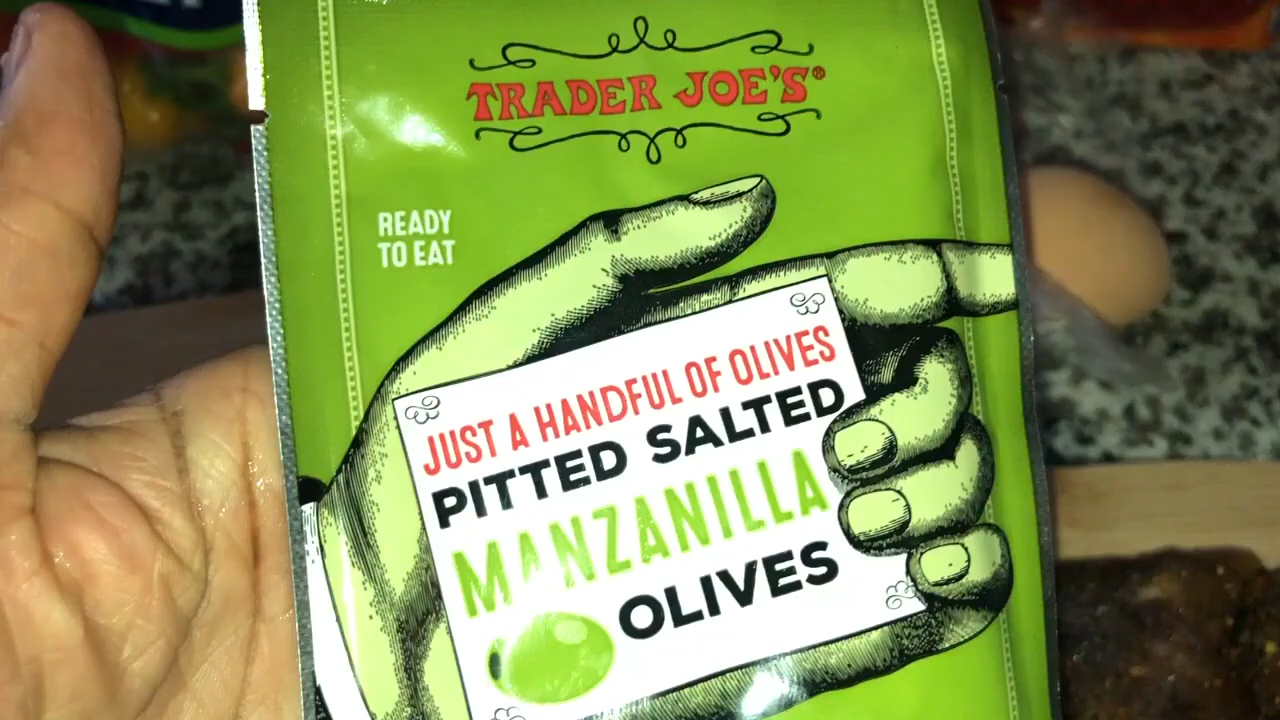 TRADER JOE'S®
READY
TO EAT
JUST A HANDFUL OF OLIVES
PITTED SALTED
MANZANILLA
OLIVES